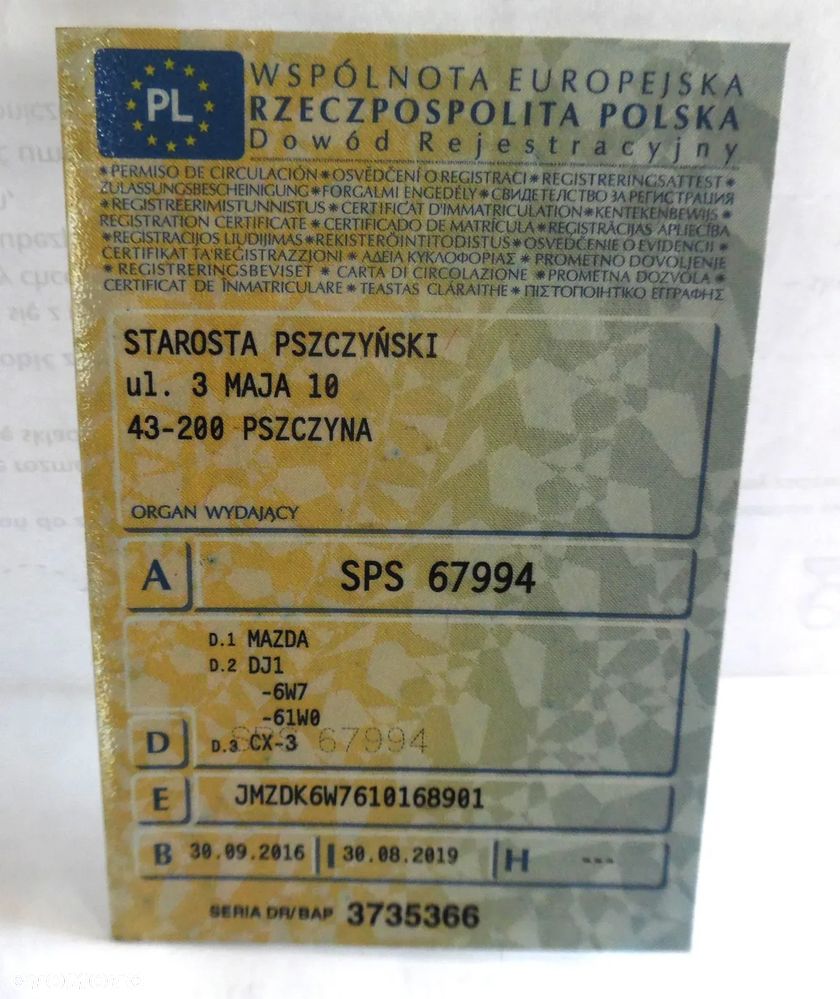 PL
WSPÓLNOTA EUROPEJSKA
RZECZPOSPOLITA POLSKA
Dowód Rejestracyjny
*PERMISO DE CIRCULACIÓN*OSVĚDČENÍ O REGISTRACI*REGISTRERINGSATTEST*
ZULASSUNGSBESCHEINIGUNG*FORGALMI ENGEDÉLY*СВИДЕТЕЛСТВО ЗА РЕГИСТРАЦИЯ
*REGISTREERIMISTUNNISTUS*CERTIFICAT D'IMMATRICULATION*KENTEKENBEWIJS*
REGISTRATION CERTIFICATE*CERTIFICADO DE MATRÍCULA*REĢISTRĀCIJAS APLIECĪBA
*REGISTRACIJOS LIUDIJIMAS*REKISTERÖINTITODISTUS*OSVEDČENIE O EVIDENCII*
ĊERTIFIKAT TA'REĠISTRAZZJONI*ΑΔΕΙΑ ΚΥΚΛΟΦΟΡΙΑΣ*PROMETNO DOVOLJENJE
*REGISTRERINGSBEVISET*CARTA DI CIRCOLAZIONE*PROMETNA DOZVOLA*
CERTIFICAT DE ÎNMATRICULARE*TEASTAS CLÁRAITHE*ΠΙΣΤΟΠΟΙΗΤΙΚΟ ΕΓΓΡΑΦΗΣ
STAROSTA PSZCZYŃSKI
ul. 3 MAJA 10
43-200 PSZCZYNA
ORGAN WYDAJĄCY
A SPS 67994
D.1 MAZDA
D.2 DJ1
-6W7
-61W0
D D.3 CX-3
SPS 67994
E JMZDK6W7610168901
B 30.09.2016 I 30.08.2019 H ---
SERIA DR/BAP 3735366
OTOMOTO